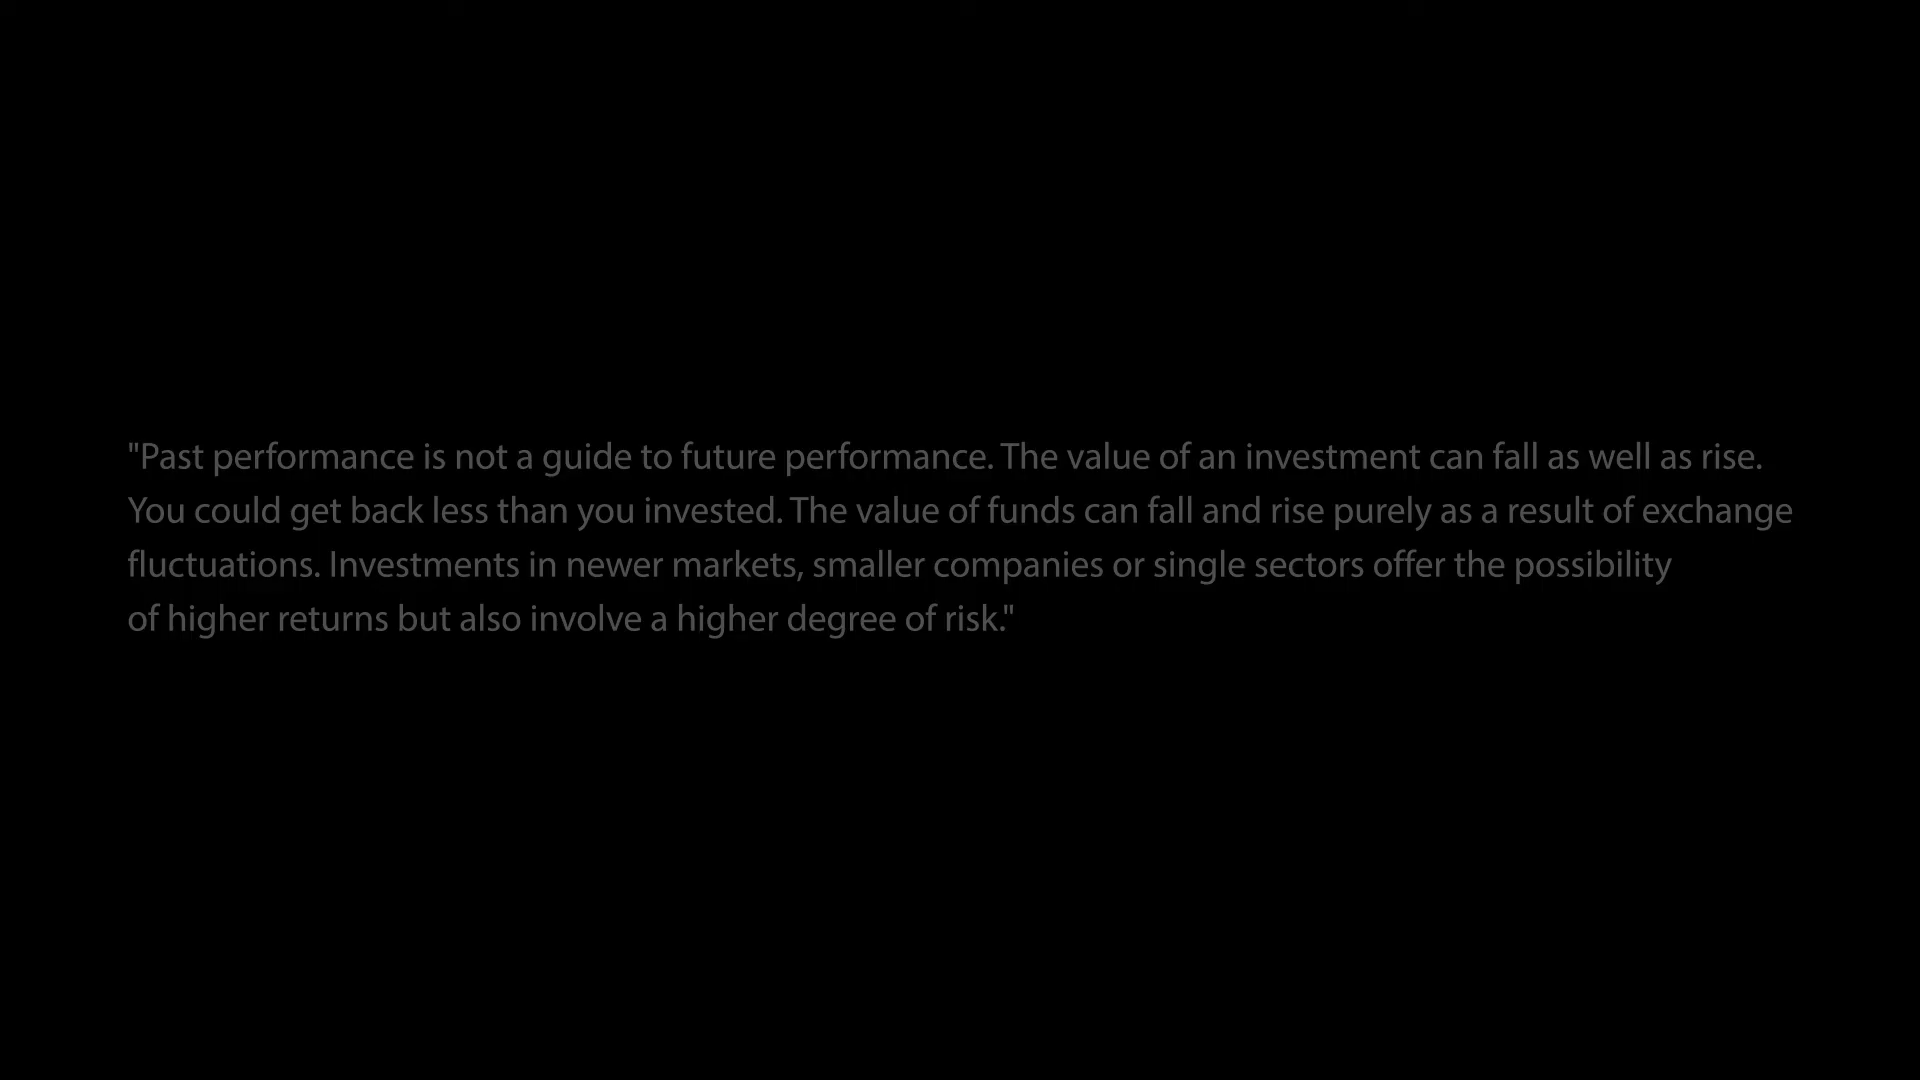 "Past performance is not a guide to future performance. The value of an investment can fall as well as rise.
You could get back less than you invested. The value of funds can fall and rise purely as a result of exchange
fluctuations. Investments in newer markets, smaller companies or single sectors offer the possibility
of higher returns but also involve a higher degree of risk."